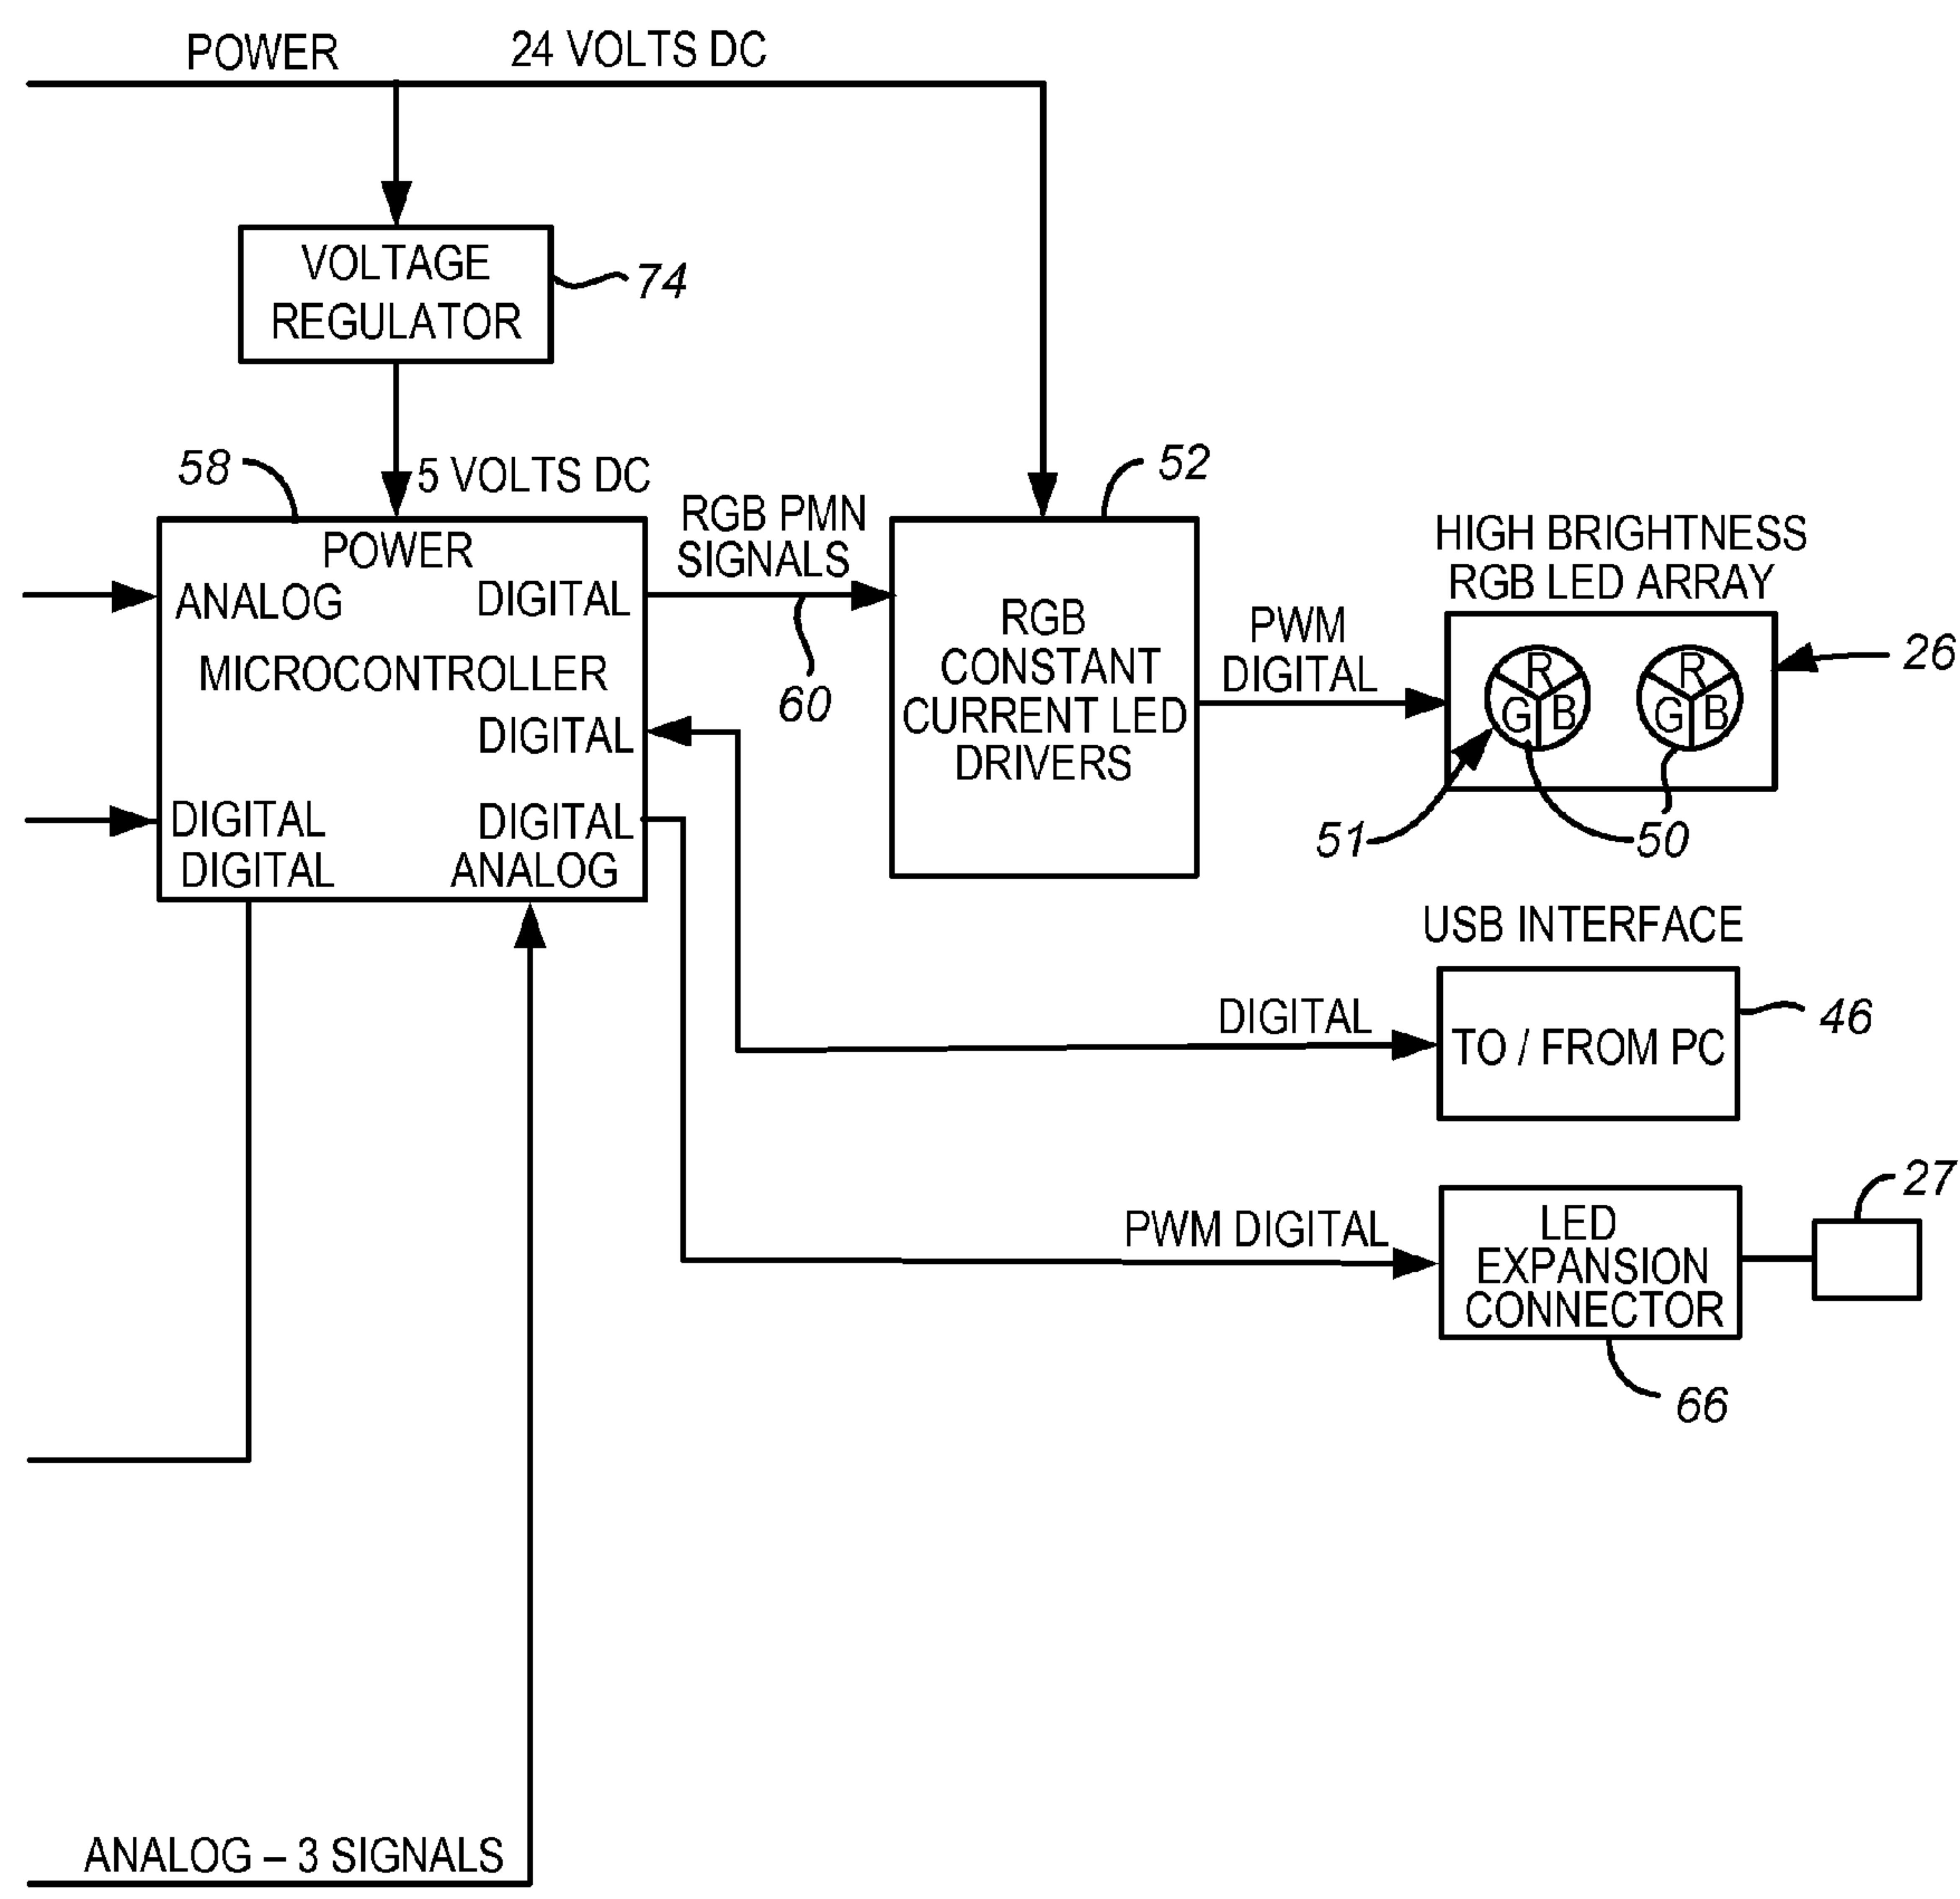 POWER
24 VOLTS DC
VOLTAGE
REGULATOR
74
58
5 VOLTS DC
52
RGB PMN
SIGNALS
60
POWER
ANALOG
DIGITAL
MICROCONTROLLER
DIGITAL
DIGITAL
DIGITAL
DIGITAL
ANALOG
RGB
CONSTANT
CURRENT LED
DRIVERS
PWM
DIGITAL
HIGH BRIGHTNESS
RGB LED ARRAY
R
G B
R
G B
26
51
50
USB INTERFACE
DIGITAL
TO / FROM PC
46
PWM DIGITAL
LED
EXPANSION
CONNECTOR
27
66
ANALOG – 3 SIGNALS